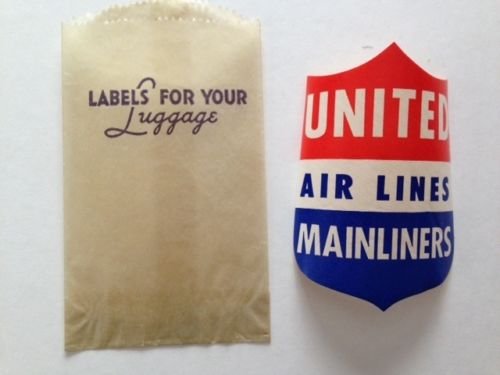 LABELS FOR YOUR
Luggage
UNITED
AIR LINES
MAINLINERS